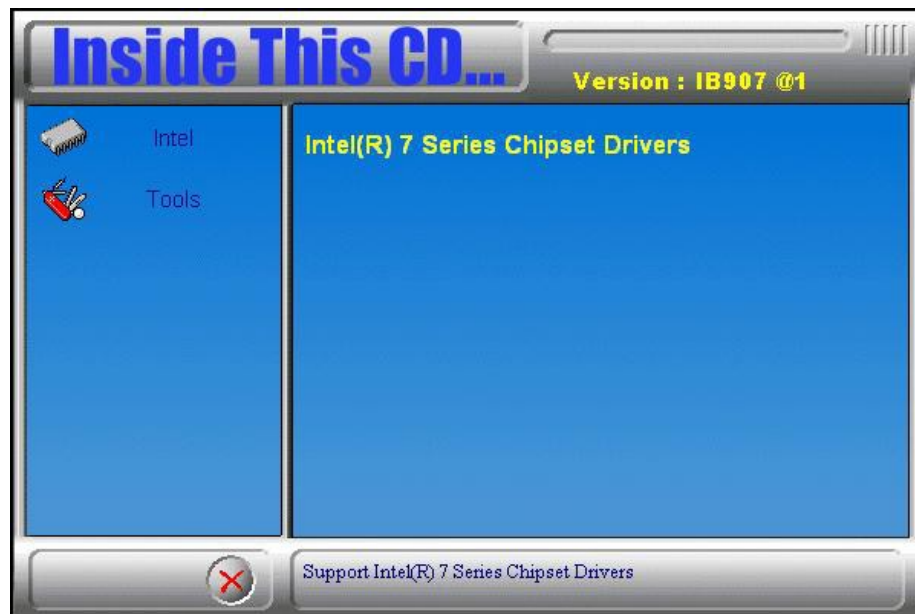 Inside This CD...
Version : IB907 @1
Intel
Tools
Intel(R) 7 Series Chipset Drivers
Support Intel(R) 7 Series Chipset Drivers